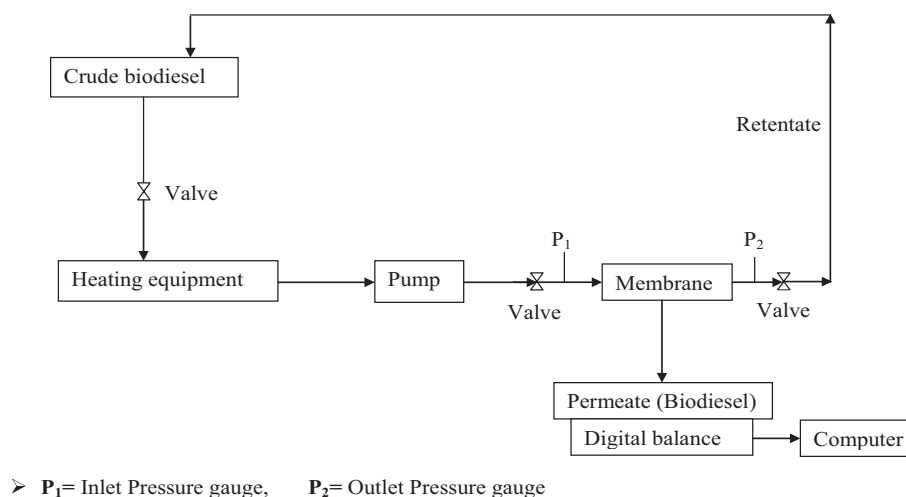 Crude biodiesel
Retentate
Valve
P1
P2
Heating equipment
Pump
Membrane
Valve
Valve
Permeate (Biodiesel)
Digital balance
Computer
➢ P1= Inlet Pressure gauge, P2= Outlet Pressure gauge